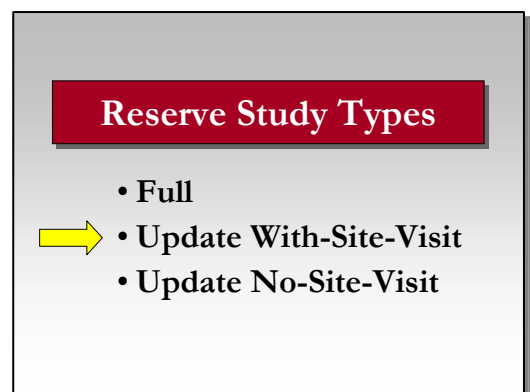 Reserve Study Types
• Full
• Update With-Site-Visit
• Update No-Site-Visit